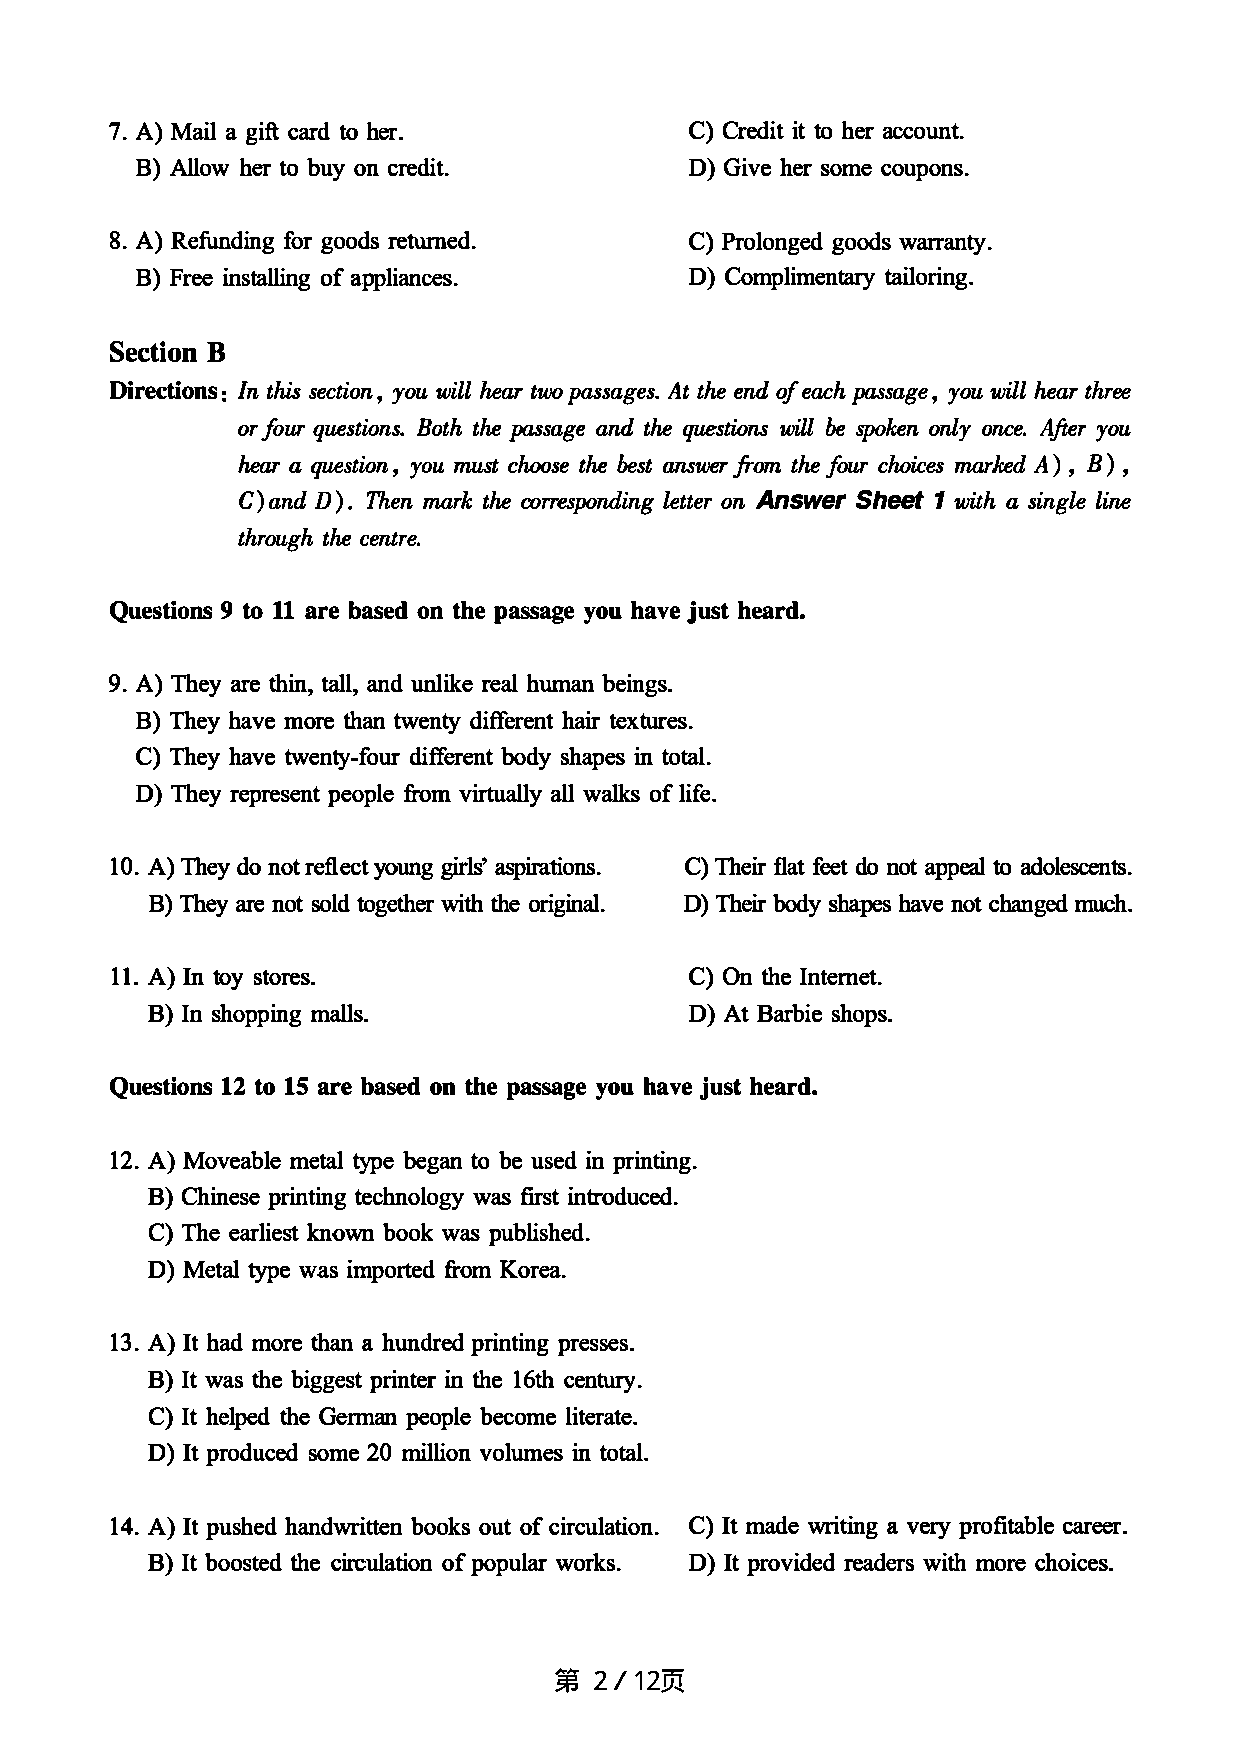 7. A) Mail a gift card to her. C) Credit it to her account.
B) Allow her to buy on credit. D) Give her some coupons.
8. A) Refunding for goods returned. C) Prolonged goods warranty.
B) Free installing of appliances. D) Complimentary tailoring.
Section B
Directions: In this section, you will hear two passages. At the end of each passage, you will hear three
or four questions. Both the passage and the questions will be spoken only once. After you
hear a question, you must choose the best answer from the four choices marked A), B),
C) and D). Then mark the corresponding letter on Answer Sheet 1 with a single line
through the centre.
Questions 9 to 11 are based on the passage you have just heard.
9. A) They are thin, tall, and unlike real human beings.
B) They have more than twenty different hair textures.
C) They have twenty-four different body shapes in total.
D) They represent people from virtually all walks of life.
10. A) They do not reflect young girls' aspirations. C) Their flat feet do not appeal to adolescents.
B) They are not sold together with the original. D) Their body shapes have not changed much.
11. A) In toy stores. C) On the Internet.
B) In shopping malls. D) At Barbie shops.
Questions 12 to 15 are based on the passage you have just heard.
12. A) Moveable metal type began to be used in printing.
B) Chinese printing technology was first introduced.
C) The earliest known book was published.
D) Metal type was imported from Korea.
13. A) It had more than a hundred printing presses.
B) It was the biggest printer in the 16th century.
C) It helped the German people become literate.
D) It produced some 20 million volumes in total.
14. A) It pushed handwritten books out of circulation. C) It made writing a very profitable career.
B) It boosted the circulation of popular works. D) It provided readers with more choices.
第 2 / 12页